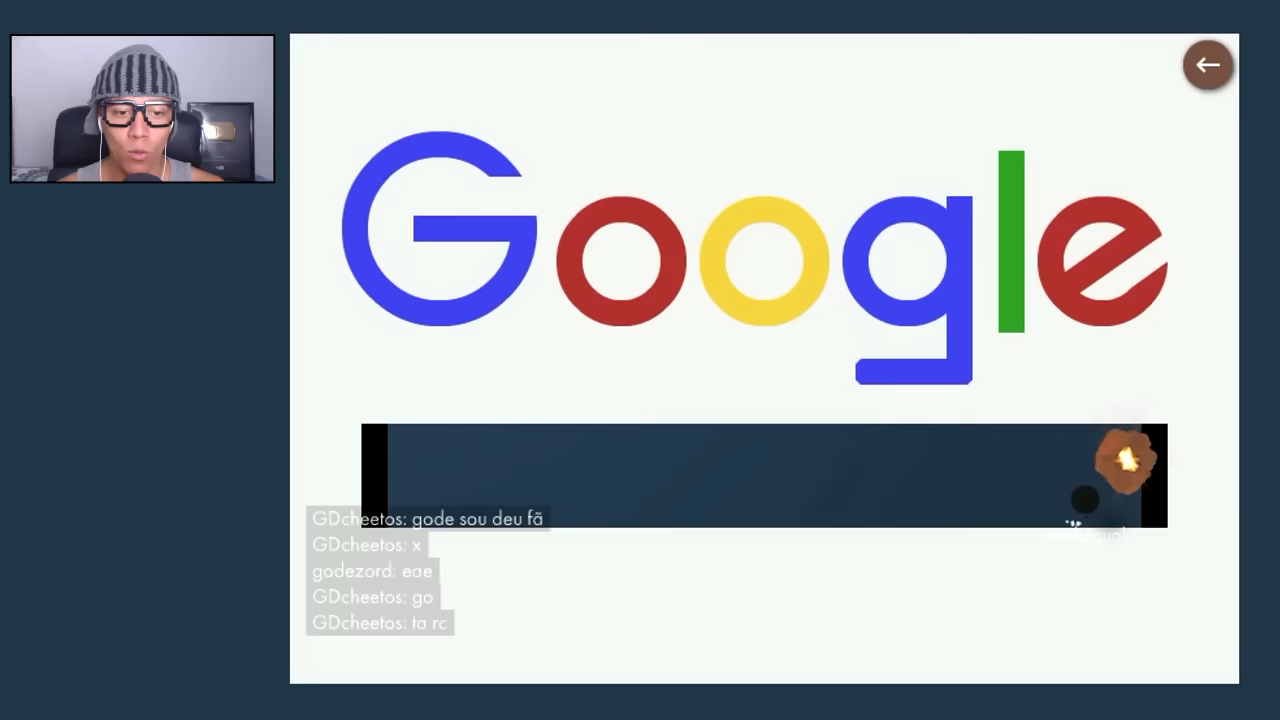 Google
GDcheetos: gode sou deu fã
GDcheetos: x
godezord: eae
GDcheetos: go
GDcheetos: ta rc